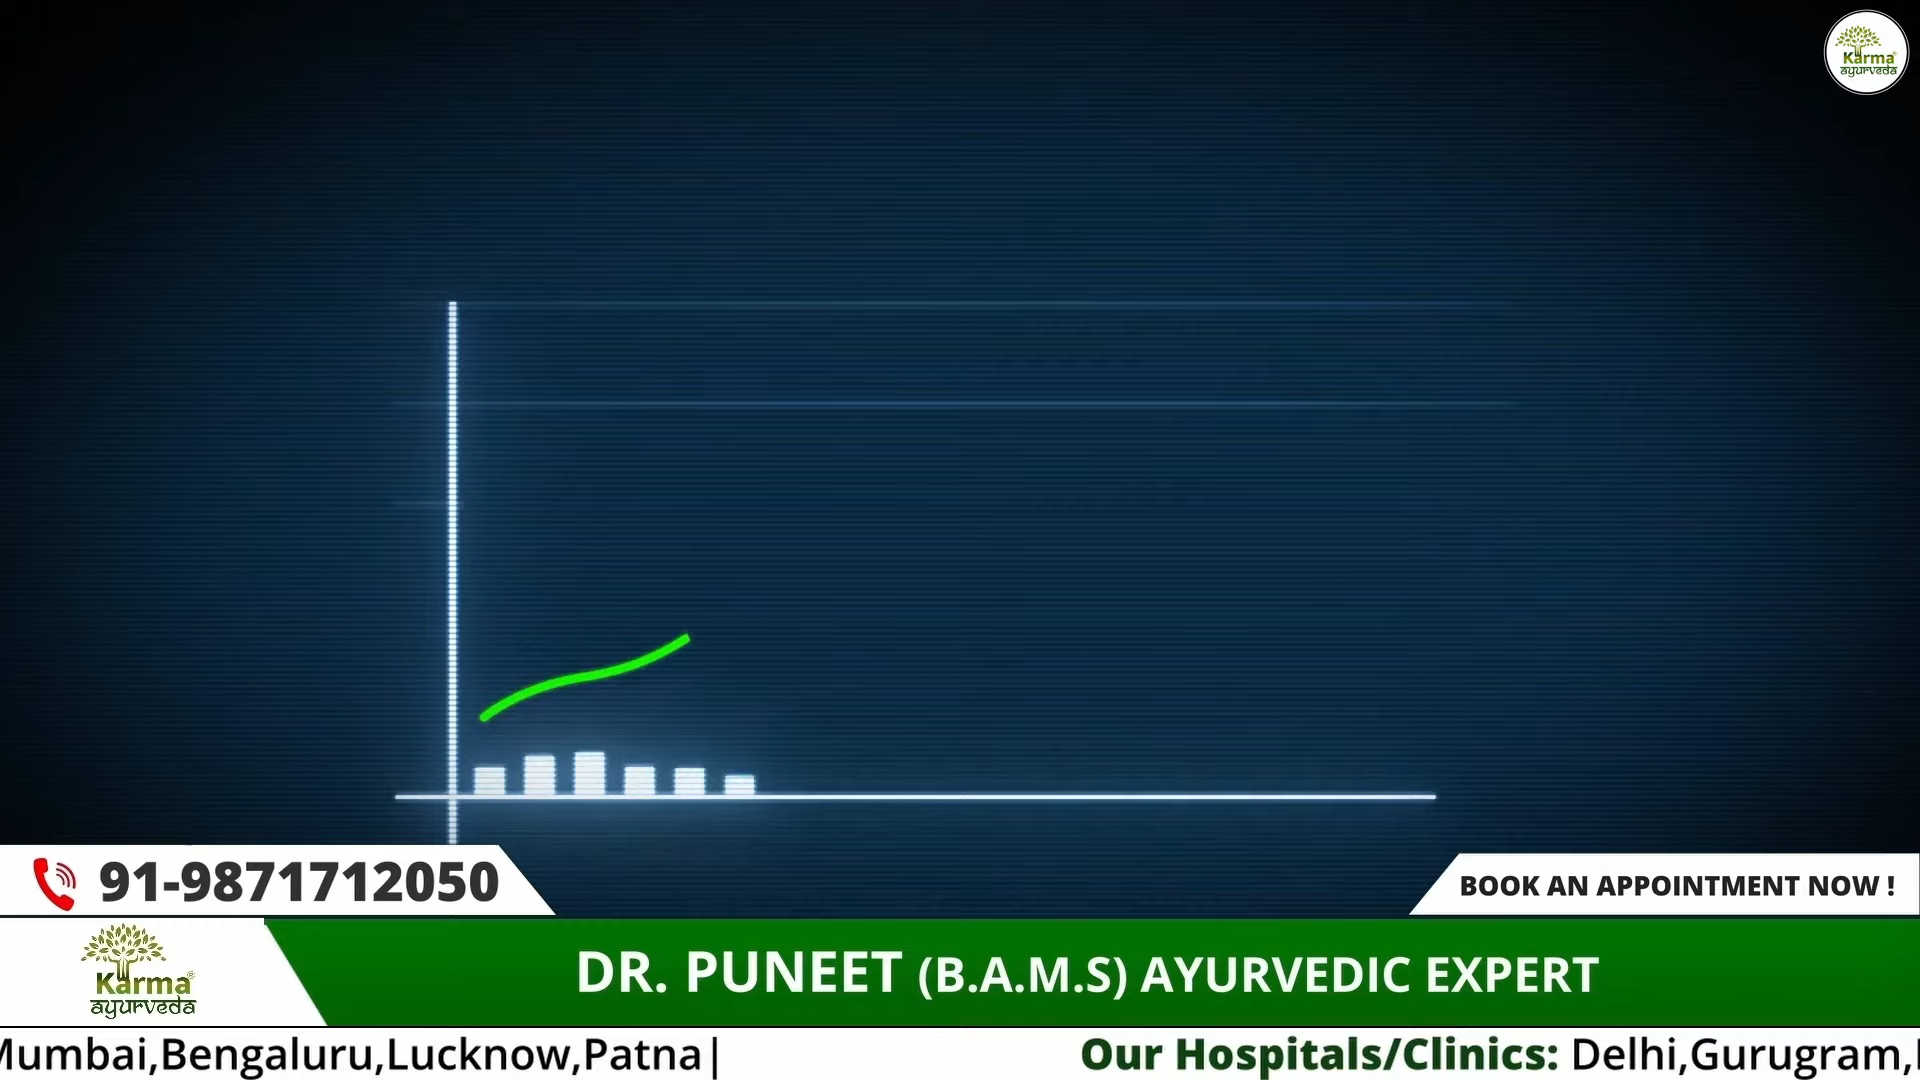 Karma
ayurveda
91-9871712050
BOOK AN APPOINTMENT NOW !
Karma®
ayurveda
DR. PUNEET (B.A.M.S) AYURVEDIC EXPERT
Mumbai,Bengaluru,Lucknow,Patna| Our Hospitals/Clinics: Delhi,Gurugram,